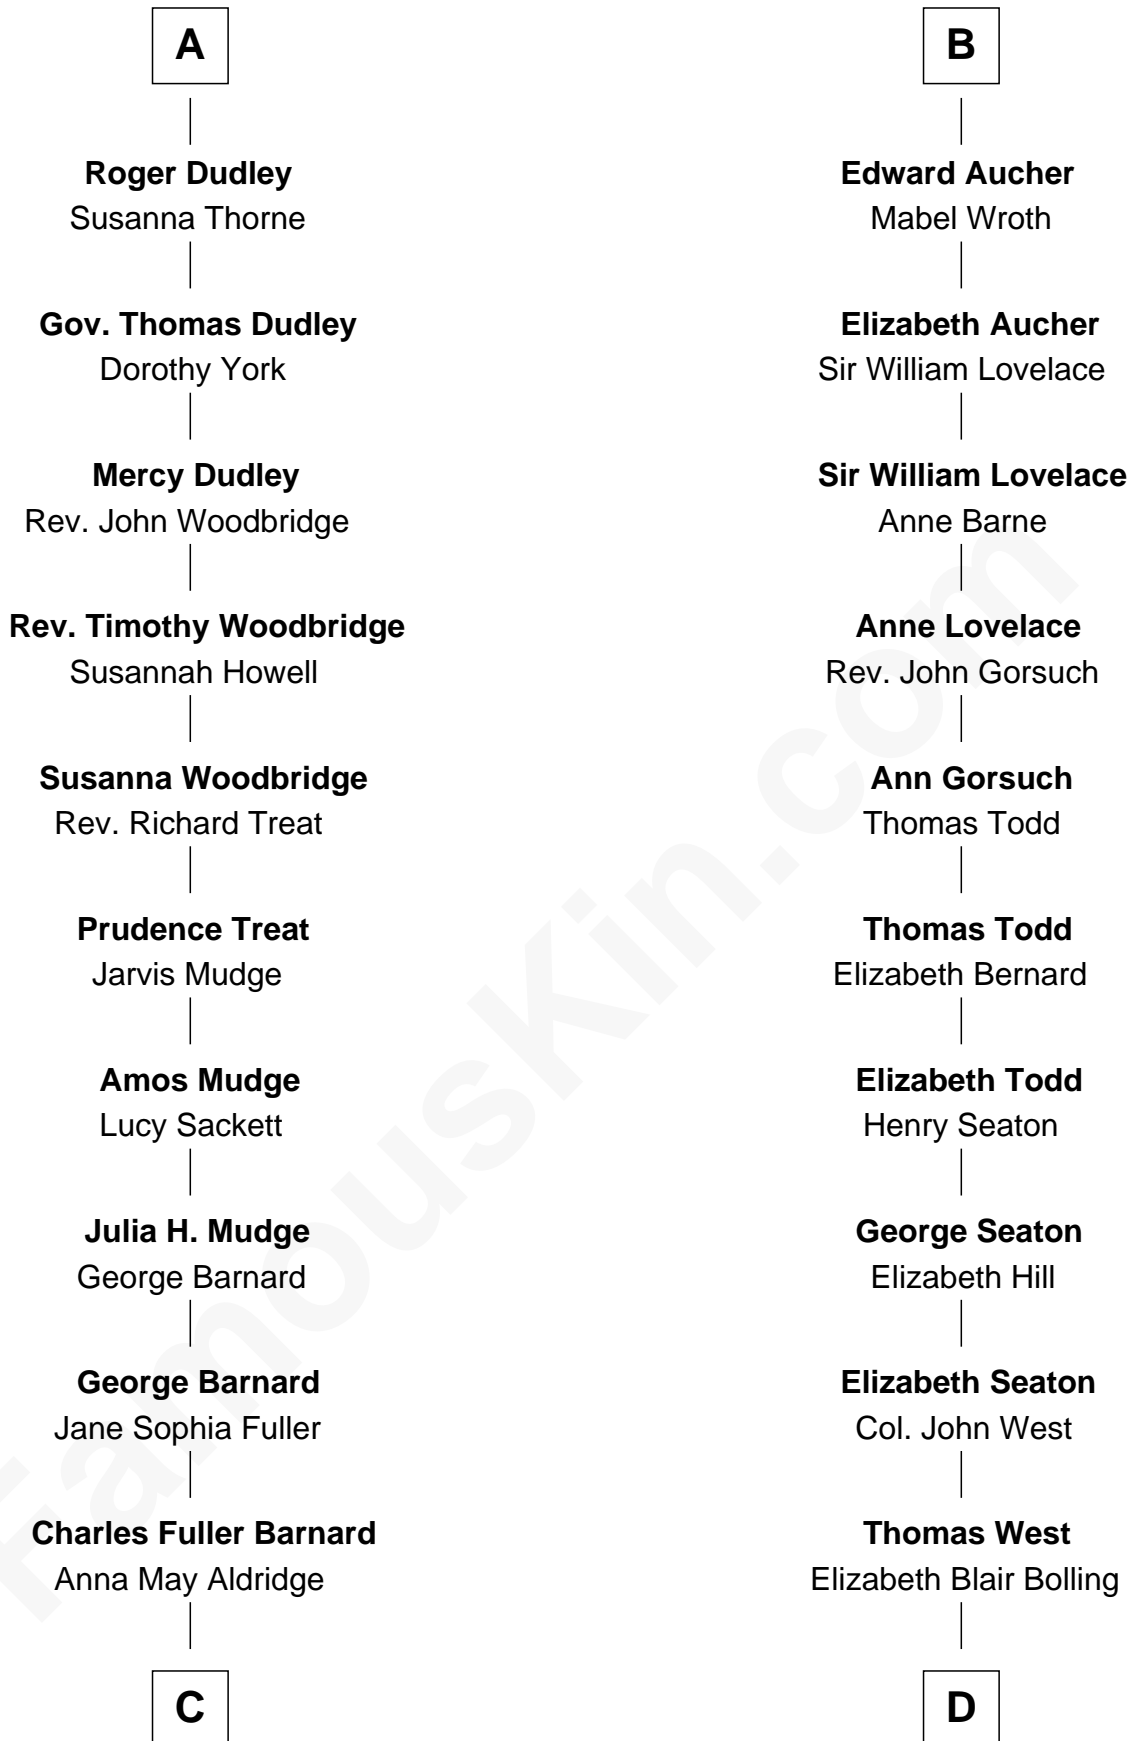 A
Roger Dudley
Susanna Thorne
Gov. Thomas Dudley
Dorothy York
Mercy Dudley
Rev. John Woodbridge
Rev. Timothy Woodbridge
Susannah Howell
Susanna Woodbridge
Rev. Richard Treat
Prudence Treat
Jarvis Mudge
Amos Mudge
Lucy Sackett
Julia H. Mudge
George Barnard
George Barnard
Jane Sophia Fuller
Charles Fuller Barnard
Anna May Aldridge
C
B
Edward Aucher
Mabel Wroth
Elizabeth Aucher
Sir William Lovelace
Sir William Lovelace
Anne Barne
Anne Lovelace
Rev. John Gorsuch
Ann Gorsuch
Thomas Todd
Thomas Todd
Elizabeth Bernard
Elizabeth Todd
Henry Seaton
George Seaton
Elizabeth Hill
Elizabeth Seaton
Col. John West
Thomas West
Elizabeth Blair Bolling
D
FamousKin.com